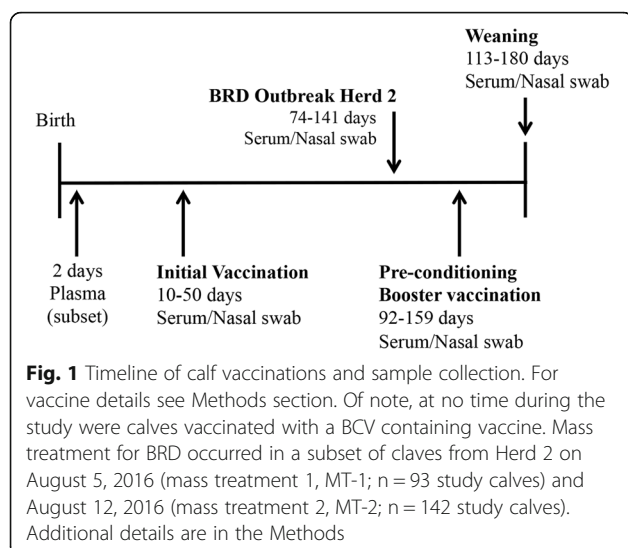 Weaning
113-180 days
Serum/Nasal swab
BRD Outbreak Herd 2
74-141 days
Serum/Nasal swab
Birth
2 days
Plasma
(subset)
Initial Vaccination
10-50 days
Serum/Nasal swab
Pre-conditioning
Booster vaccination
92-159 days
Serum/Nasal swab
Fig. 1 Timeline of calf vaccinations and sample collection. For
vaccine details see Methods section. Of note, at no time during the
study were calves vaccinated with a BCV containing vaccine. Mass
treatment for BRD occurred in a subset of claves from Herd 2 on
August 5, 2016 (mass treatment 1, MT-1; n = 93 study calves) and
August 12, 2016 (mass treatment 2, MT-2; n = 142 study calves).
Additional details are in the Methods